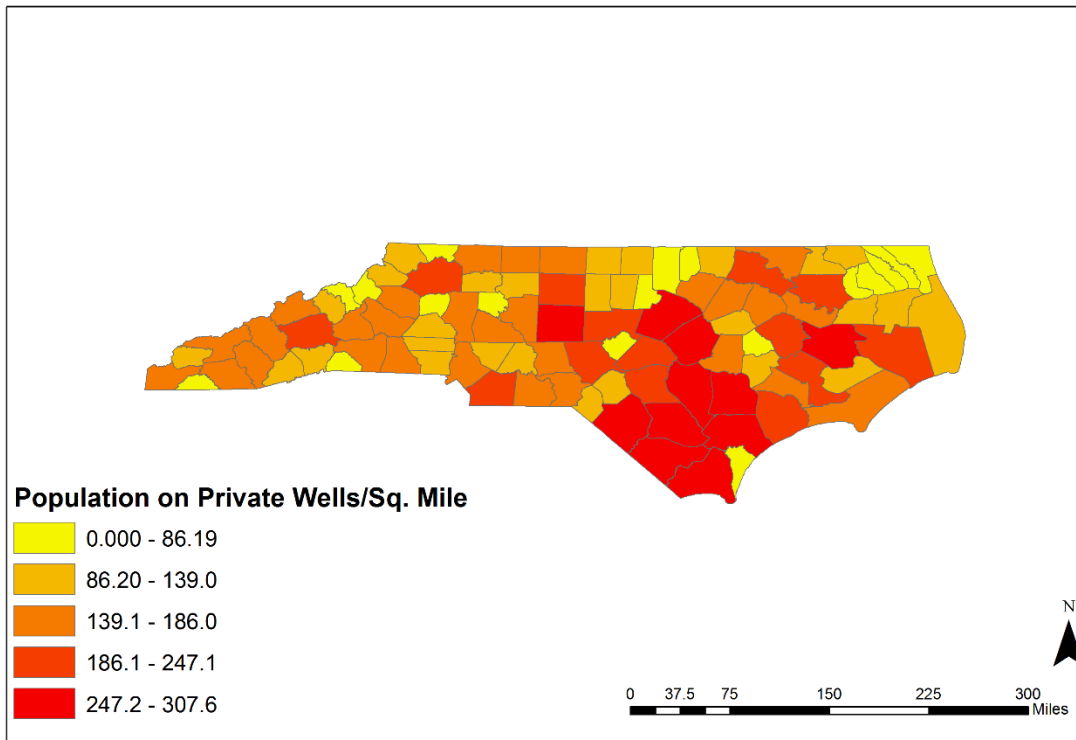 Population on Private Wells/Sq. Mile
0.000 - 86.19
86.20 - 139.0
139.1 - 186.0
186.1 - 247.1
247.2 - 307.6
N
0 37.5 75 150 225 300
Miles